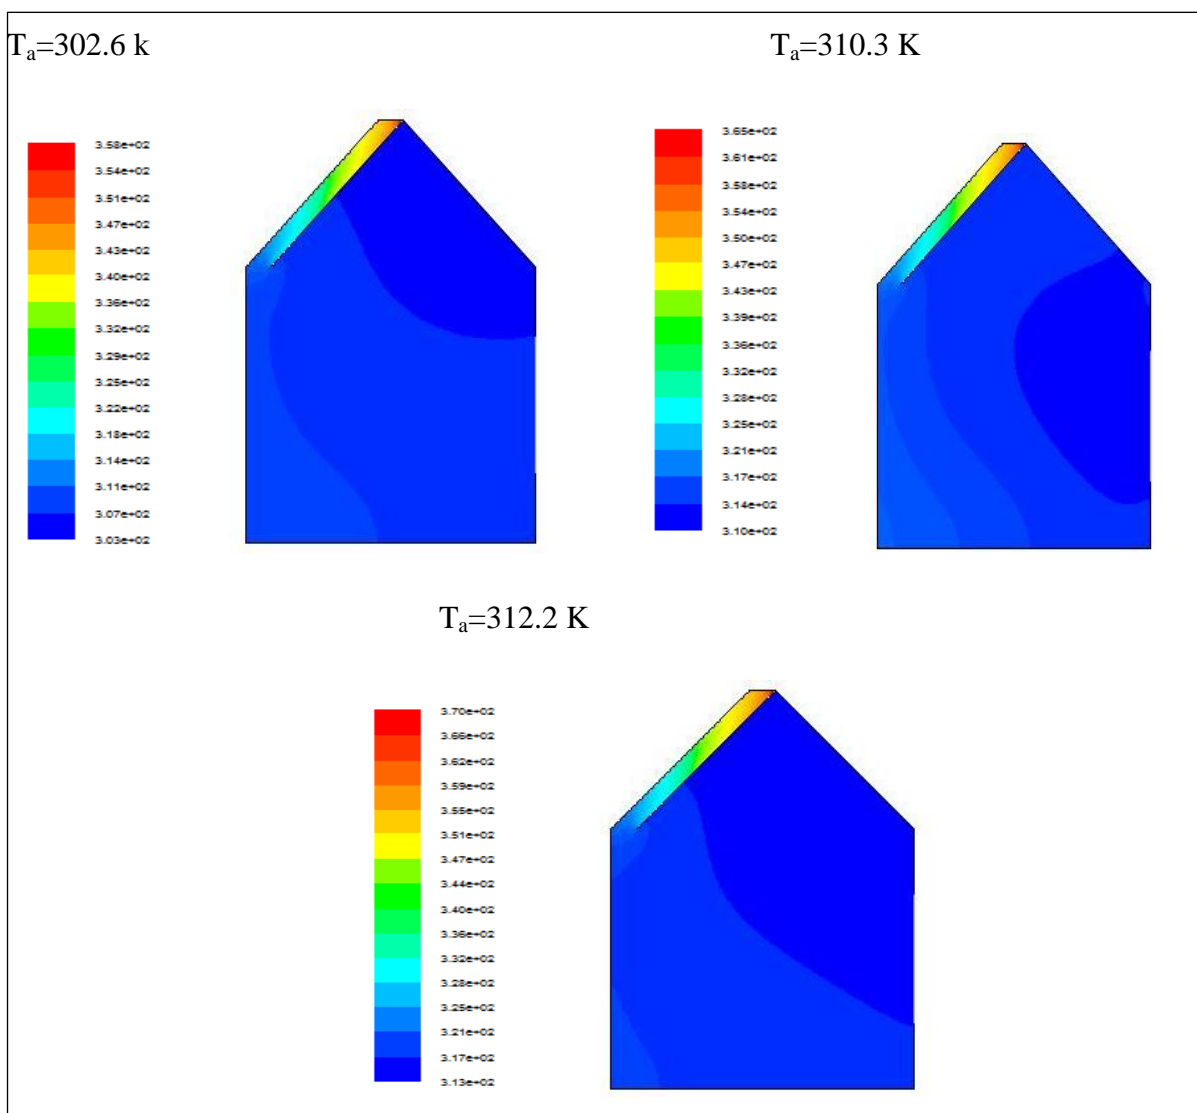 Tₐ=302.6 k
Tₐ=310.3 K
3.58e+02
3.54e+02
3.51e+02
3.47e+02
3.43e+02
3.40e+02
3.36e+02
3.32e+02
3.29e+02
3.25e+02
3.22e+02
3.18e+02
3.14e+02
3.11e+02
3.07e+02
3.03e+02
3.65e+02
3.61e+02
3.58e+02
3.54e+02
3.50e+02
3.47e+02
3.43e+02
3.39e+02
3.36e+02
3.32e+02
3.28e+02
3.25e+02
3.21e+02
3.17e+02
3.14e+02
3.10e+02
Tₐ=312.2 K
3.70e+02
3.66e+02
3.62e+02
3.59e+02
3.55e+02
3.51e+02
3.47e+02
3.44e+02
3.40e+02
3.36e+02
3.32e+02
3.28e+02
3.25e+02
3.21e+02
3.17e+02
3.13e+02